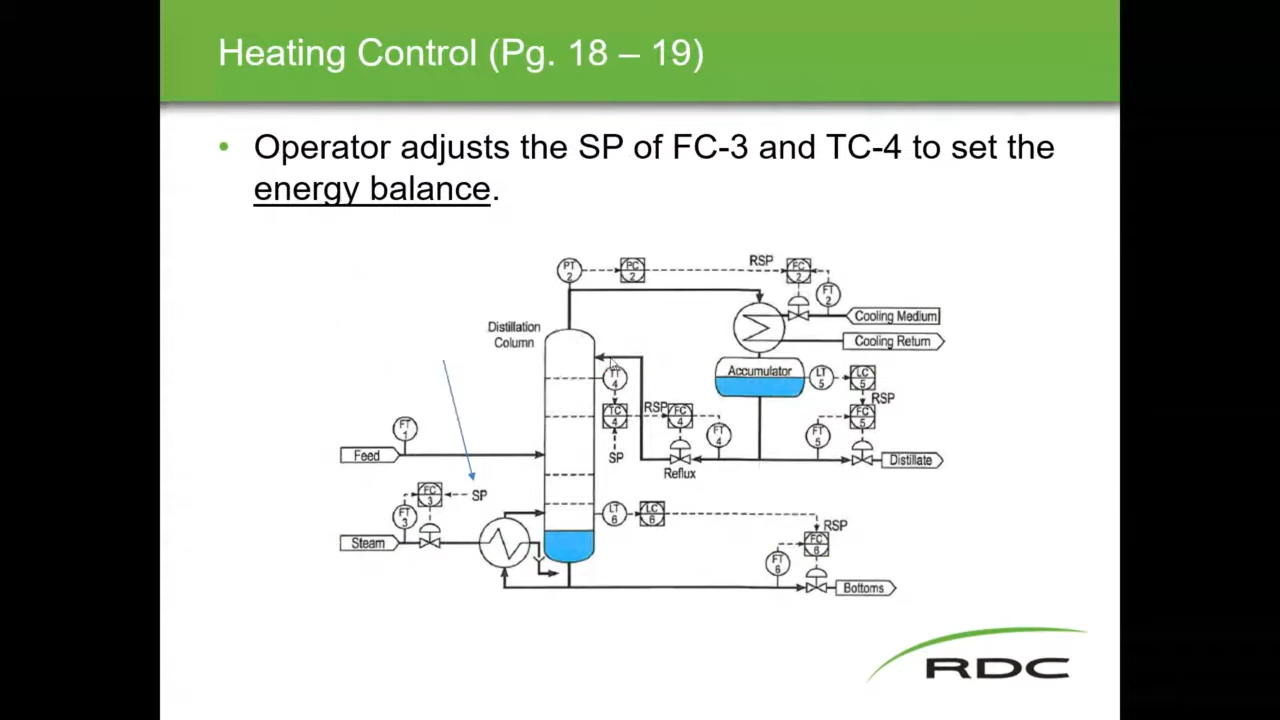 Heating Control (Pg. 18 – 19)
• Operator adjusts the SP of FC-3 and TC-4 to set the
energy balance.
PT
2
PC
2
RSP
FC
2
FT
2
Cooling Medium
Cooling Return
Distillation
Column
Accumulator
LT
5
LC
5
RSP
FC
5
FT
5
Distillate
TT
4
TC
4
SP
RSP
FC
4
FT
4
Reflux
FT
1
Feed
FC
3
SP
FT
3
Steam
LT
6
LC
6
RSP
FC
6
FT
6
Bottoms
RDC